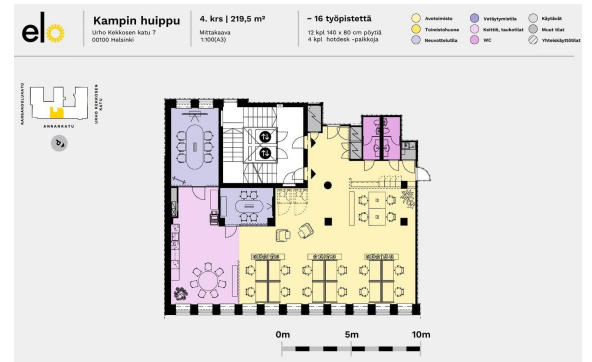 elo
Kampin huippu
Urho Kekkosen katu 7
00100 Helsinki
4. krs | 219,5 m²
Mittakaava
1:100(A3)
~ 16 työpistettä
12 kpl 140 x 80 cm pöytiä
4 kpl hotdesk -paikkoja
Avotoimisto
Toimistohuone
Neuvottelutila
Vetäytymistila
Keittiö, taukotilat
WC
Käytävät
Muut tilat
Yhteiskäyttötilat
KANSAKOULUKATU
URHO KEKKOSEN
KATU
ANNANKATU
0m
5m
10m